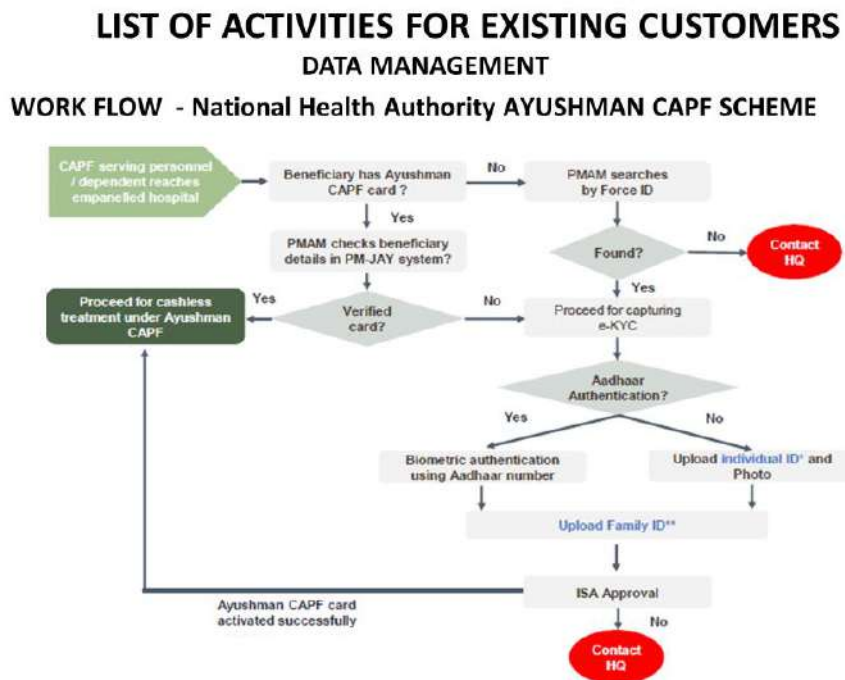 LIST OF ACTIVITIES FOR EXISTING CUSTOMERS
DATA MANAGEMENT
WORK FLOW - National Health Authority AYUSHMAN CAPF SCHEME
CAPF serving personnel
/ dependent reaches
empanelled hospital
Beneficiary has Ayushman
CAPF card ?
No
PMAM searches
by Force ID
Yes
PMAM checks beneficiary
details in PM-JAY system?
Found?
No
Contact
HQ
Yes
Proceed for cashless
treatment under Ayushman
CAPF
Yes
Verified
card?
No
Proceed for capturing
e-KYC
Aadhaar
Authentication?
Yes
No
Biometric authentication
using Aadhaar number
Upload individual ID* and
Photo
Upload Family ID**
ISA Approval
Ayushman CAPF card
activated successfully
No
Contact
HQ